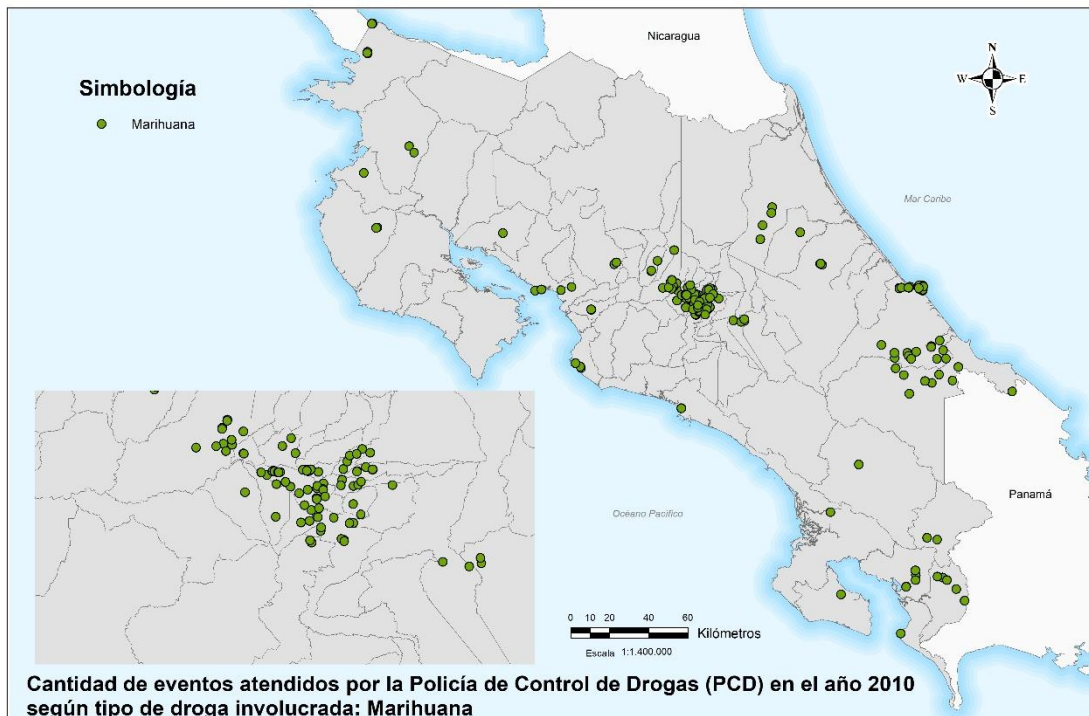 Nicaragua
N
W E
S
Simbología
Marihuana
Mar Caribo
Panamá
Océano Pacífico
0 10 20 40 60
Kilómetros
Escala 1:1.400.000
Cantidad de eventos atendidos por la Policía de Control de Drogas (PCD) en el año 2010
según tipo de droga involucrada: Marihuana